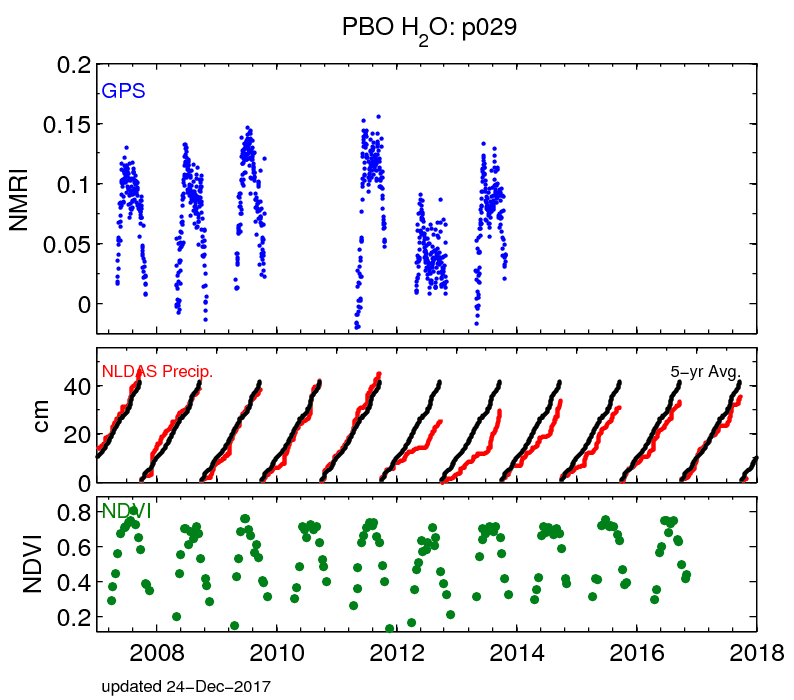 PBO H2O: p029
0.2
GPS
0.15
0.1
0.05
0
NMRI
NLDAS Precip. 5-yr Avg.
40
20
0
cm
NDVI
0.8
0.6
0.4
0.2
NDVI
2008 2010 2012 2014 2016 2018
updated 24-Dec-2017